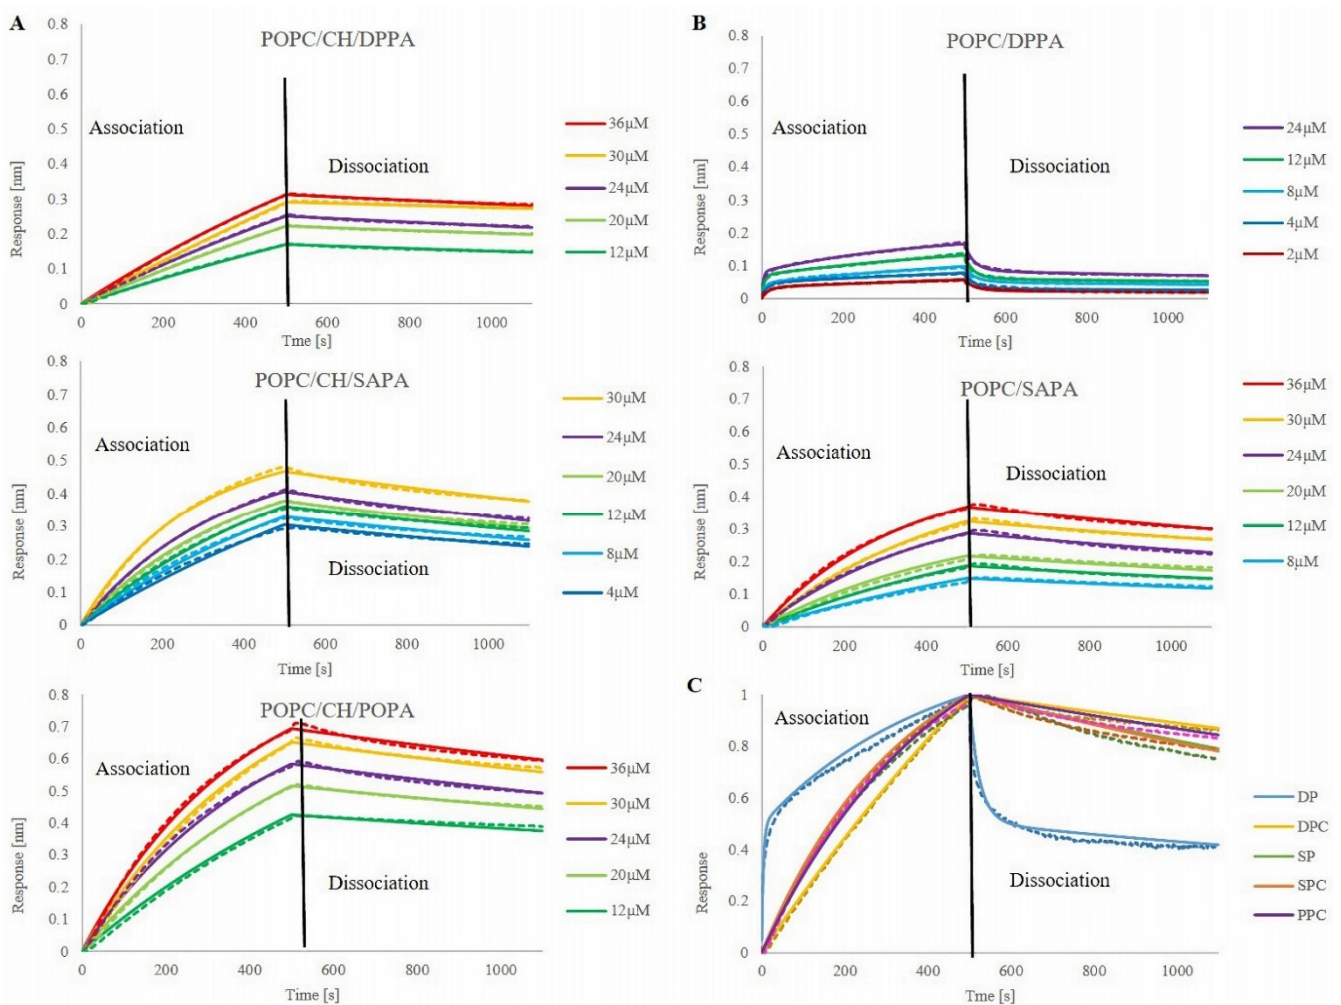 A
POPC/CH/DPPA
0.8
0.7
0.6
0.5
0.4
0.3
0.2
0.1
0
Response [nm]
Association
Dissociation
0 200 400 600 800 1000
Tme [s]
36µM
30µM
24µM
20µM
12µM
POPC/CH/SAPA
0.8
0.7
0.6
0.5
0.4
0.3
0.2
0.1
0
Response [nm]
Association
Dissociation
0 200 400 600 800 1000
Time [s]
30µM
24µM
20µM
12µM
8µM
4µM
POPC/CH/POPA
0.8
0.7
0.6
0.5
0.4
0.3
0.2
0.1
0
Response [nm]
Association
Dissociation
0 200 400 600 800 1000
Time [s]
36µM
30µM
24µM
20µM
12µM
B
POPC/DPPA
0.8
0.7
0.6
0.5
0.4
0.3
0.2
0.1
0
Response [nm]
Association
Dissociation
0 200 400 600 800 1000
Time [s]
24µM
12µM
8µM
4µM
2µM
POPC/SAPA
0.8
0.7
0.6
0.5
0.4
0.3
0.2
0.1
0
Response [nm]
Association
Dissociation
0 200 400 600 800 1000
Time [s]
36µM
30µM
24µM
20µM
12µM
8µM
C
1
0.8
0.6
0.4
0.2
0
Response
Association
Dissociation
0 200 400 600 800 1000
Tme [s]
DP
DPC
SP
SPC
PPC